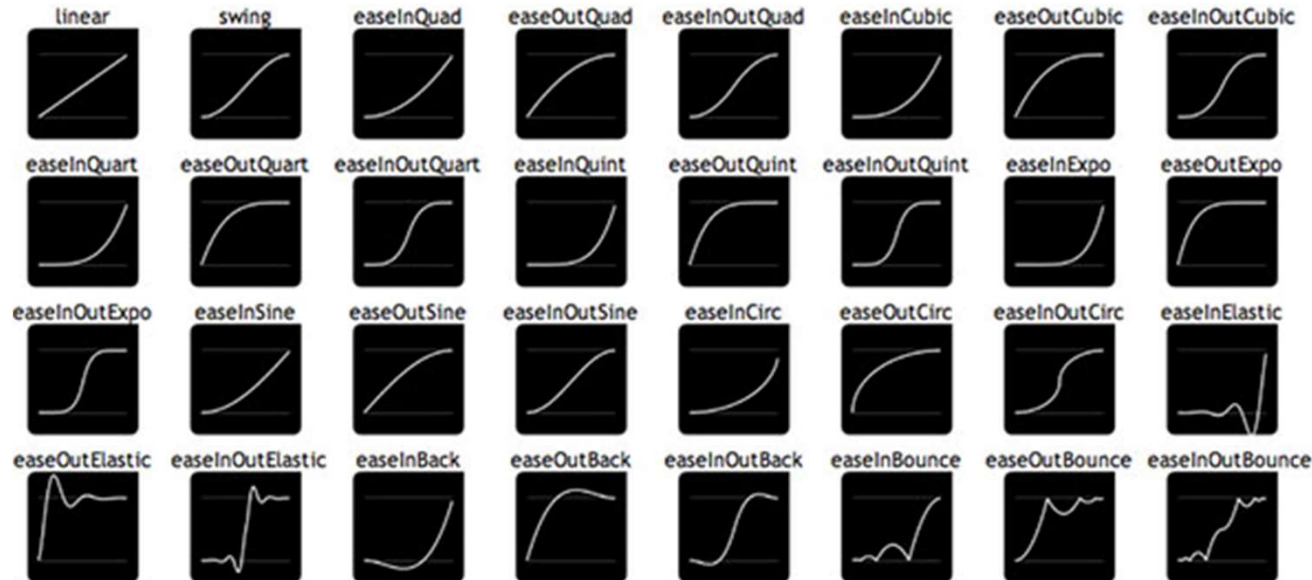 linear swing easeInQuad easeOutQuad easeInOutQuad easeInCubic easeOutCubic easeInOutCubic
easeInQuart easeOutQuart easeInOutQuart easeInQuint easeOutQuint easeInOutQuint easeInExpo easeOutExpo
easeInOutExpo easeInSine easeOutSine easeInOutSine easeInCirc easeOutCirc easeInOutCirc easeInElastic
easeOutElastic easeInOutElastic easeInBack easeOutBack easeInOutBack easeInBounce easeOutBounce easeInOutBounce